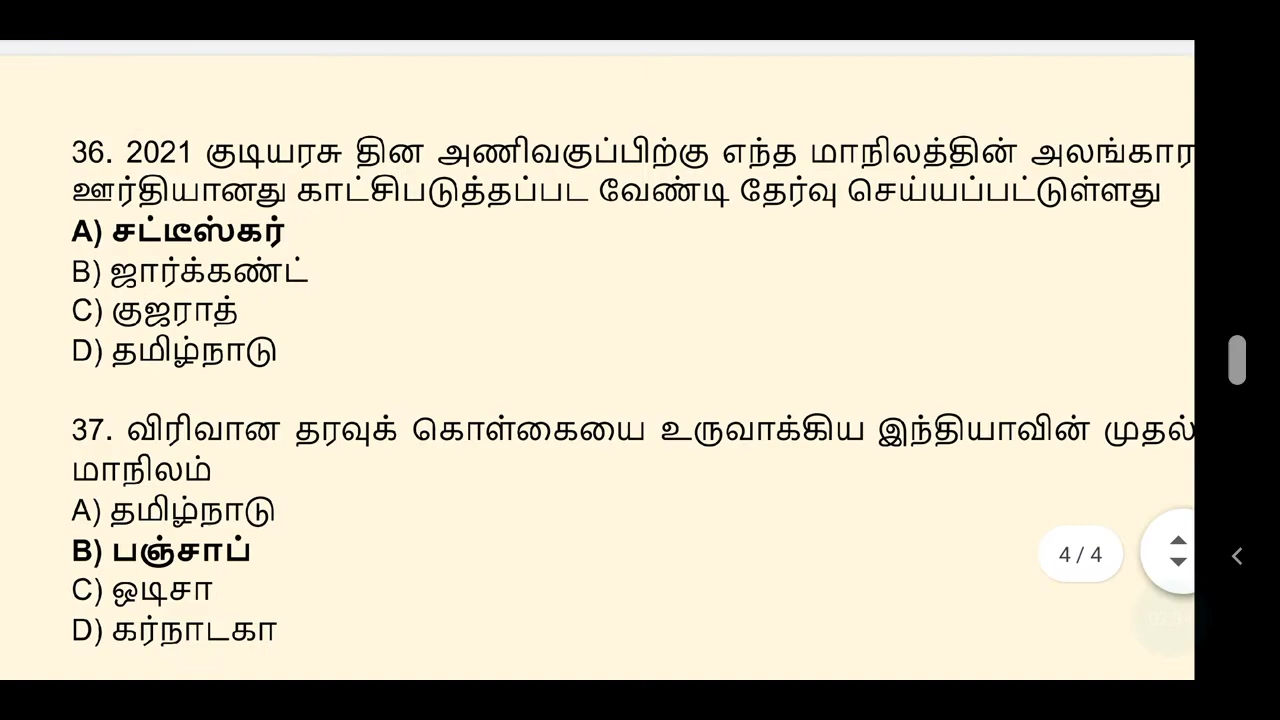 36. 2021 குடியரசு தின அணிவகுப்பிற்கு எந்த மாநிலத்தின் அலங்கார
ஊர்தியானது காட்சிபடுத்தப்பட வேண்டி தேர்வு செய்யப்பட்டுள்ளது
A) சட்டீஸ்கர்
B) ஜார்க்கண்ட்
C) குஜராத்
D) தமிழ்நாடு
37. விரிவான தரவுக் கொள்கையை உருவாக்கிய இந்தியாவின் முதல்
மாநிலம்
A) தமிழ்நாடு
B) பஞ்சாப்
C) ஒடிசா
D) கர்நாடகா
4 / 4